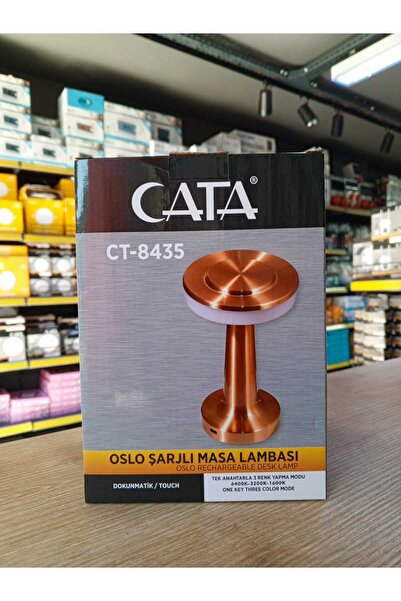 CATA®
CT-8435
OSLO ŞARJLI MASA LAMBASI
OSLO RECHARGEABLE DESK LAMP
DOKUNMATİK / TOUCH
TEK ANAHTARLA 3 RENK YAPMA MODU
6400K-3200K-1600K
ONE KEY THREE COLOR MODE